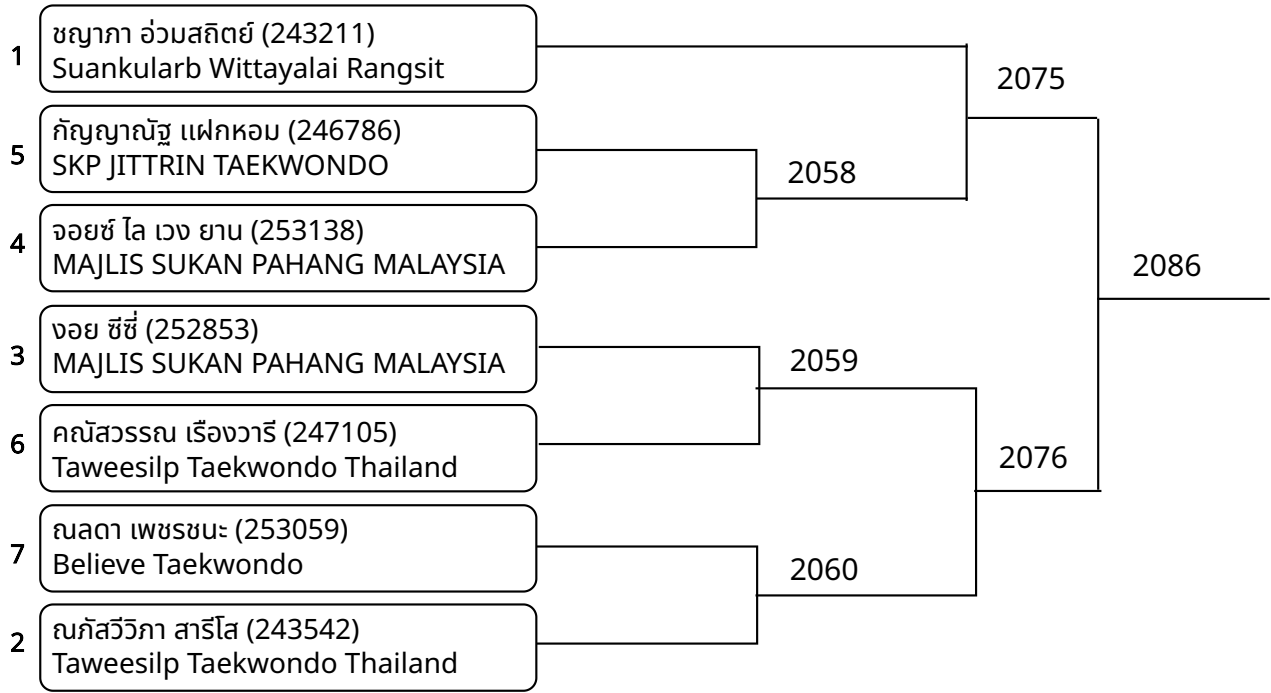 1
ชญาภา อ่วมสถิตย์ (243211)
Suankularb Wittayalai Rangsit
5
กัญญาณัฐ แฝกหอม (246786)
SKP JITTRIN TAEKWONDO
4
จอยซ์ ไล เวง ยาน (253138)
MAJLIS SUKAN PAHANG MALAYSIA
3
งอย ซีซี่ (252853)
MAJLIS SUKAN PAHANG MALAYSIA
6
คณัสวรรณ เรืองวารี (247105)
Taweesilp Taekwondo Thailand
7
ณลดา เพชรชนะ (253059)
Believe Taekwondo
2
ณภัสวีวิภา สารีโส (243542)
Taweesilp Taekwondo Thailand
2058
2059
2060
2075
2076
2086